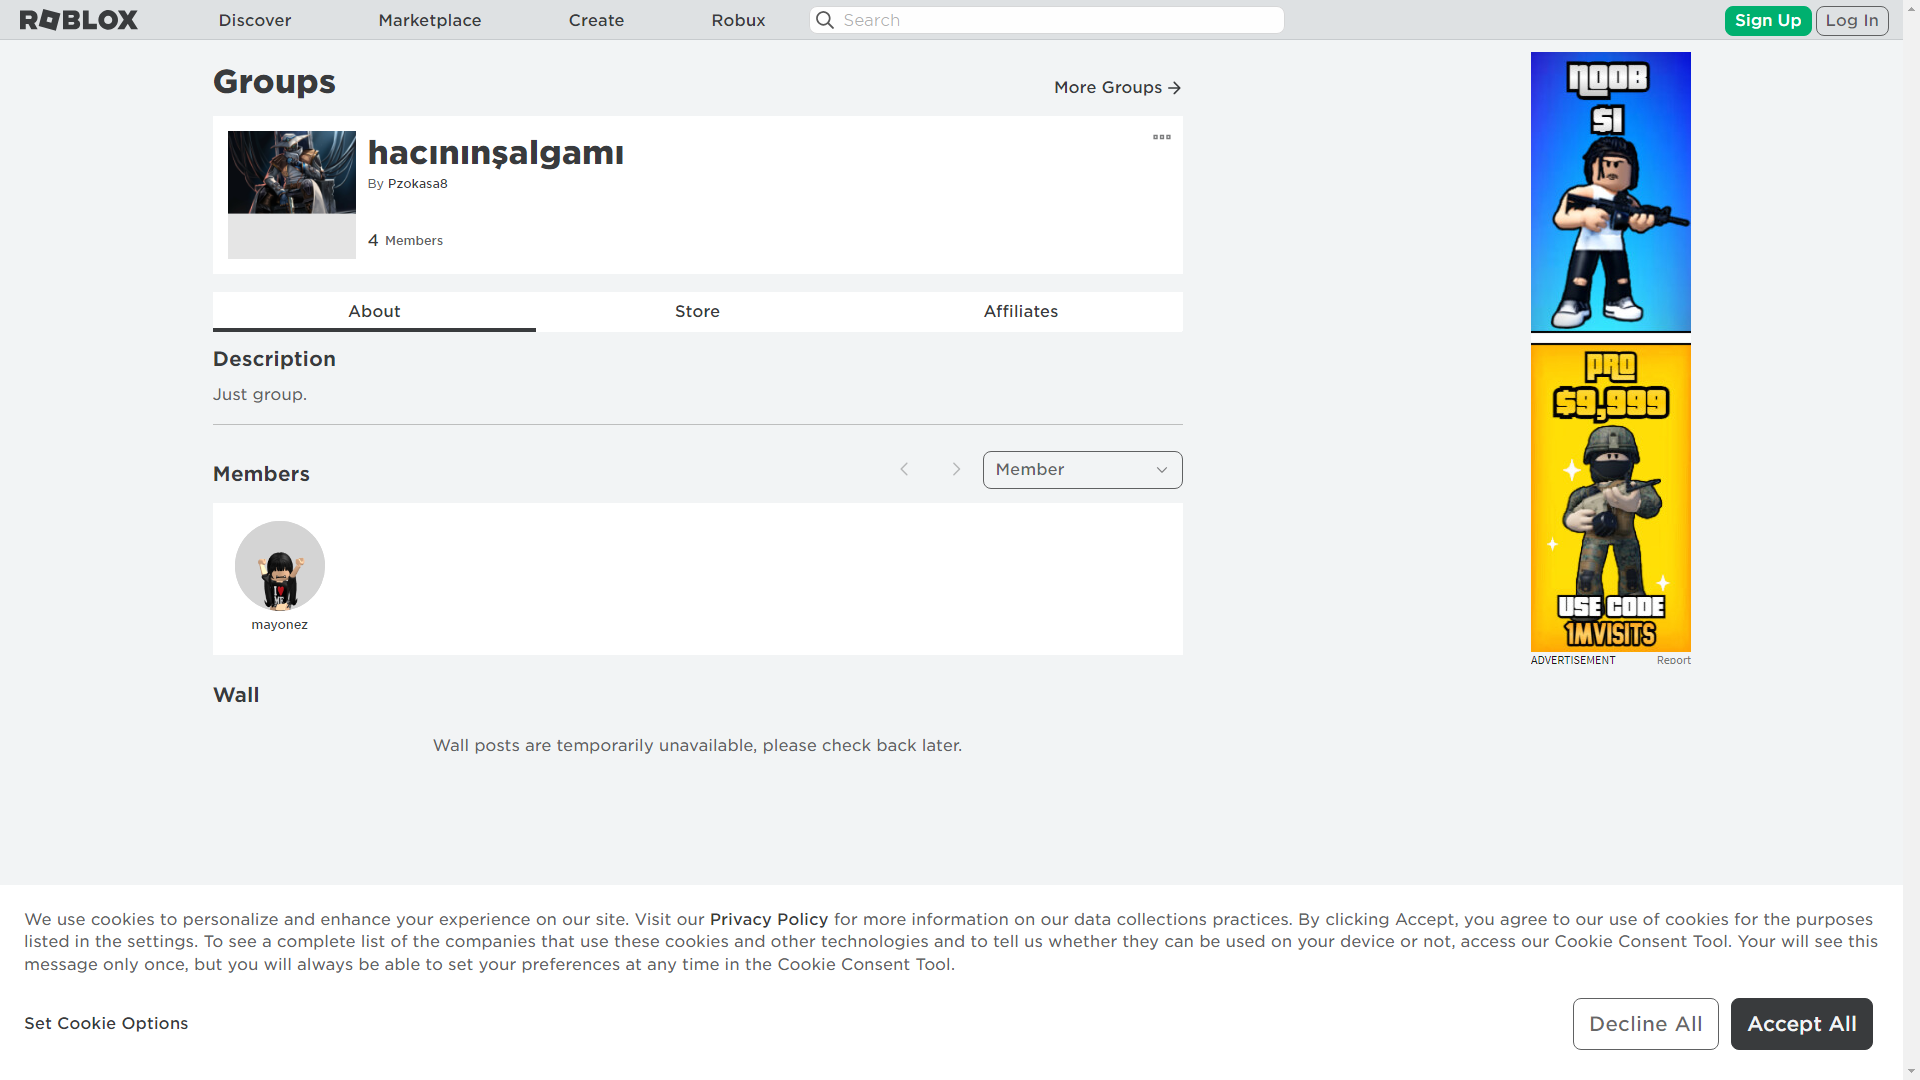 ROBLOX
Discover
Marketplace
Create
Robux
Search
Sign Up
Log In
Groups
More Groups
hacınınşalgamı
By Pzokasa8
4 Members
About
Store
Affiliates
Description
Just group.
Members
Member
mayonez
Wall
Wall posts are temporarily unavailable, please check back later.
NOOB
$1
PRO
$9,999
USE CODE
1MVISITS
ADVERTISEMENT
Report
We use cookies to personalize and enhance your experience on our site. Visit our Privacy Policy for more information on our data collections practices. By clicking Accept, you agree to our use of cookies for the purposes
listed in the settings. To see a complete list of the companies that use these cookies and other technologies and to tell us whether they can be used on your device or not, access our Cookie Consent Tool. Your will see this
message only once, but you will always be able to set your preferences at any time in the Cookie Consent Tool.
Set Cookie Options
Decline All
Accept All